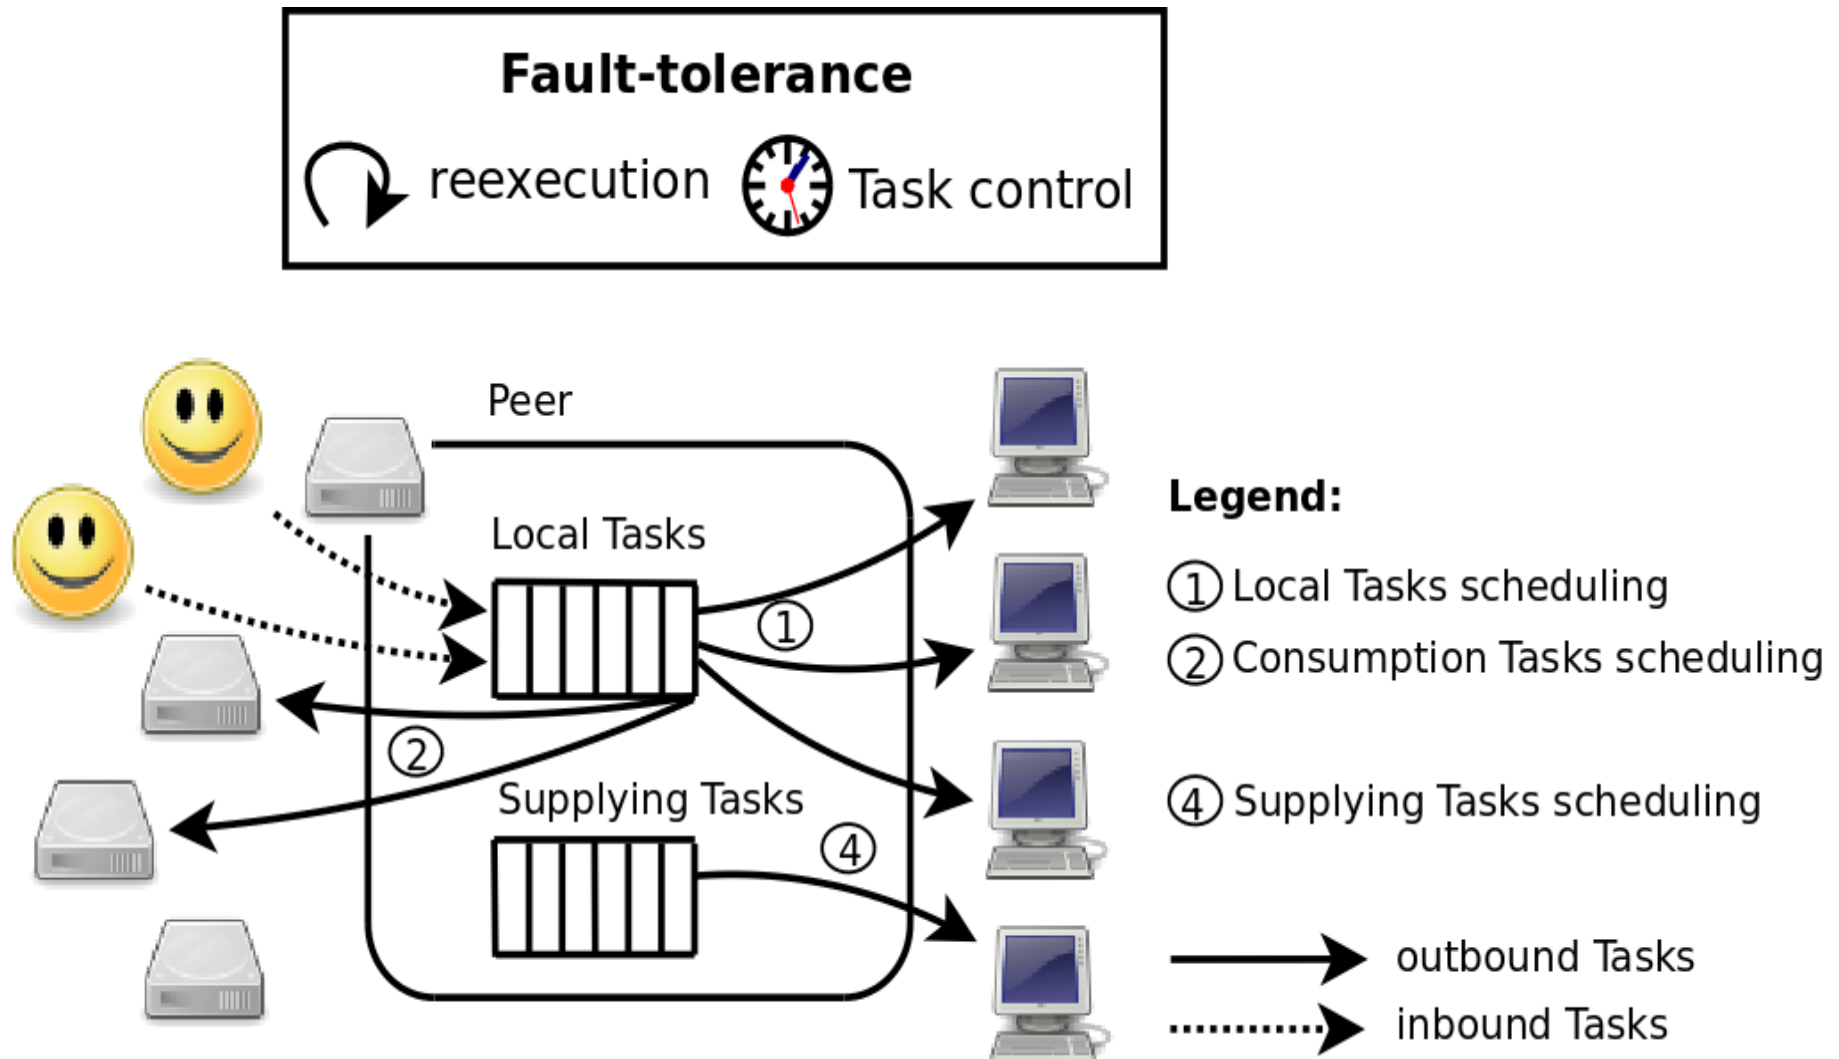 Fault-tolerance
reexecution
Task control
Peer
Local Tasks
1
2
Supplying Tasks
4
Legend:
1 Local Tasks scheduling
2 Consumption Tasks scheduling
4 Supplying Tasks scheduling
outbound Tasks
inbound Tasks